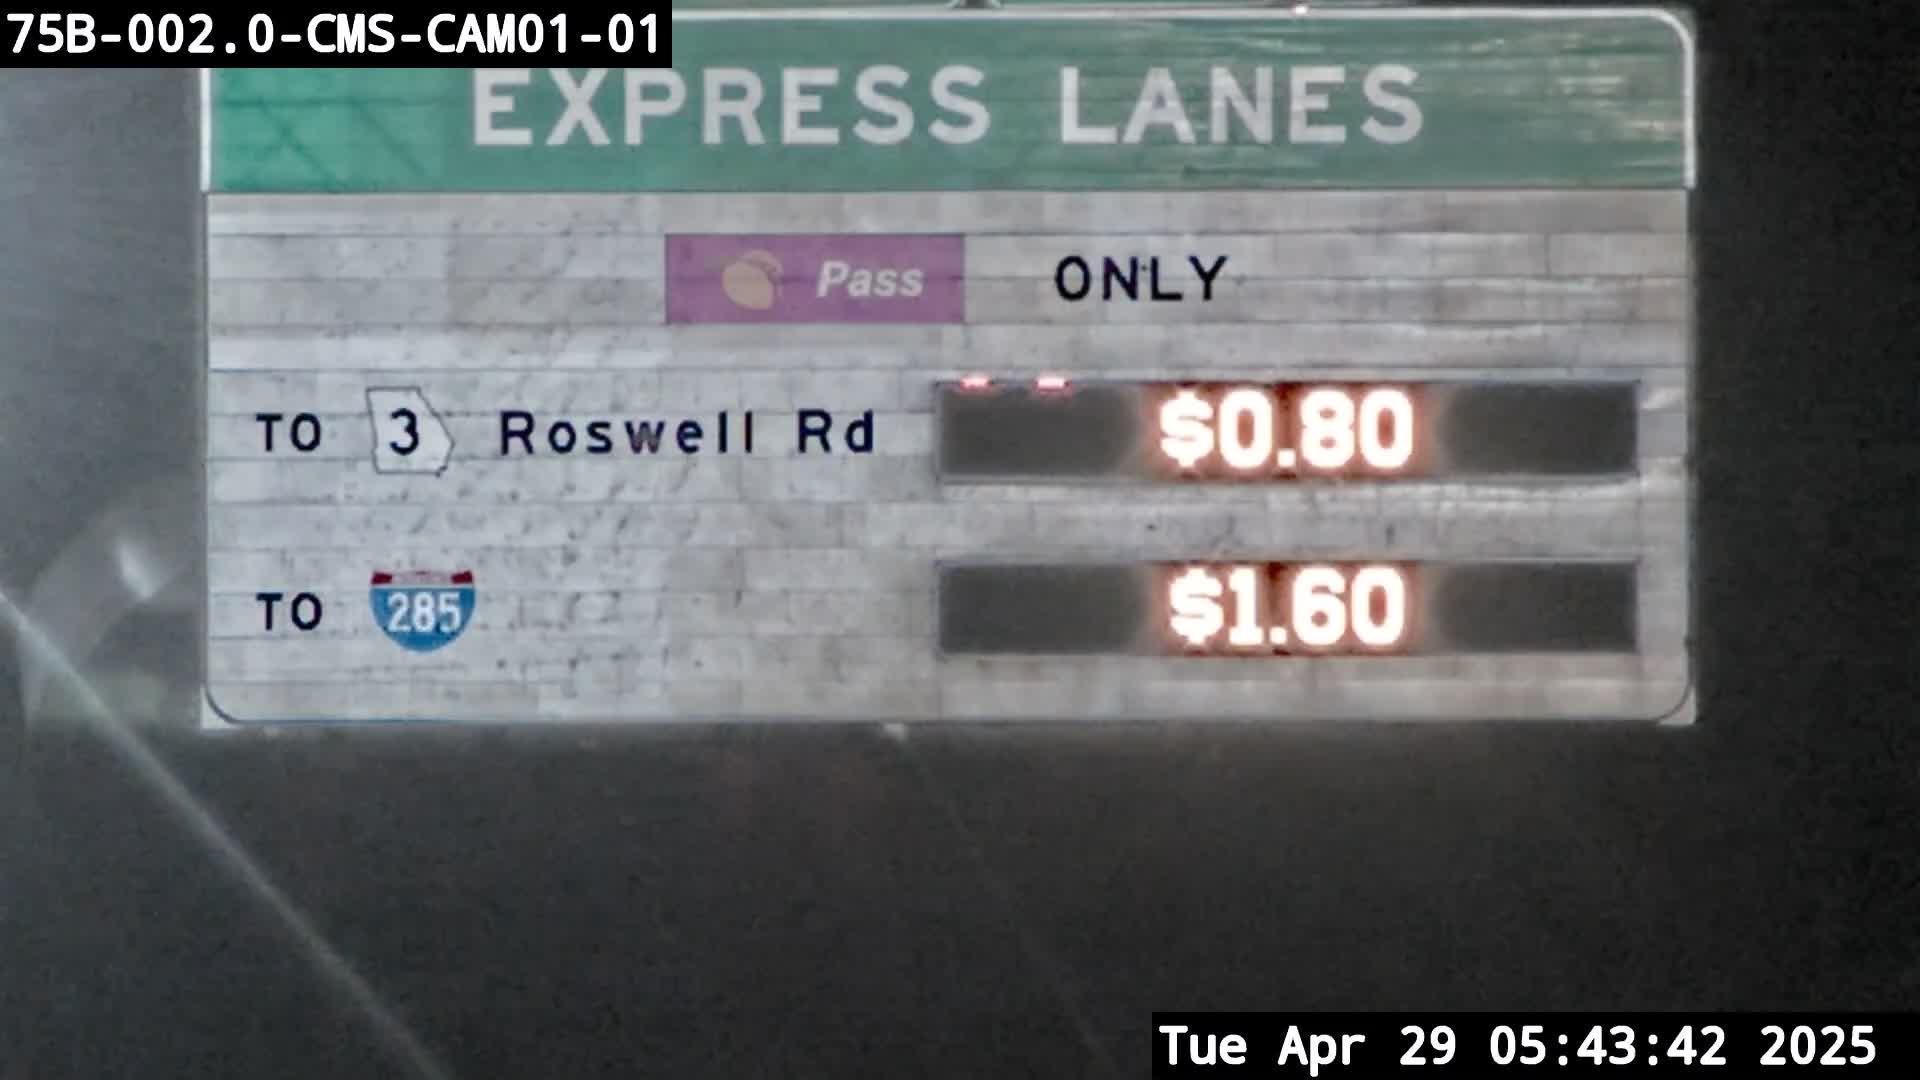 75B-002.0-CMS-CAM01-01
EXPRESS LANES
Pass ONLY
TO 3 Roswell Rd $0.80
TO 285 $1.60
Tue Apr 29 05:43:42 2025